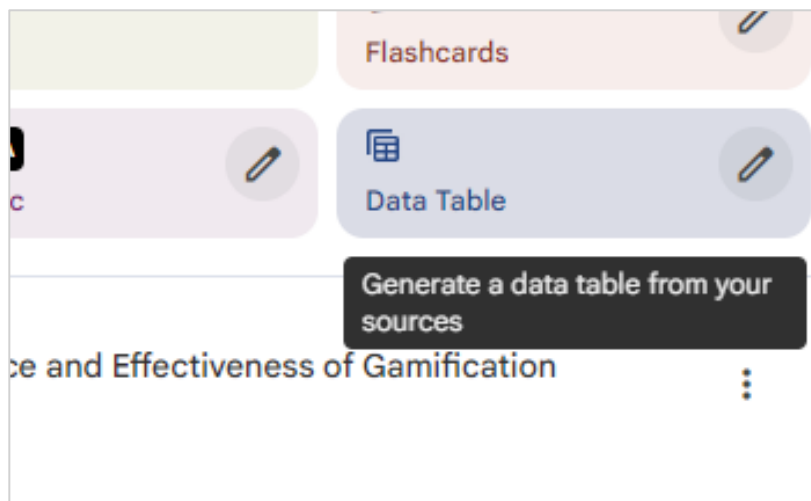 Flashcards
c
Data Table
Generate a data table from your
sources
ce and Effectiveness of Gamification